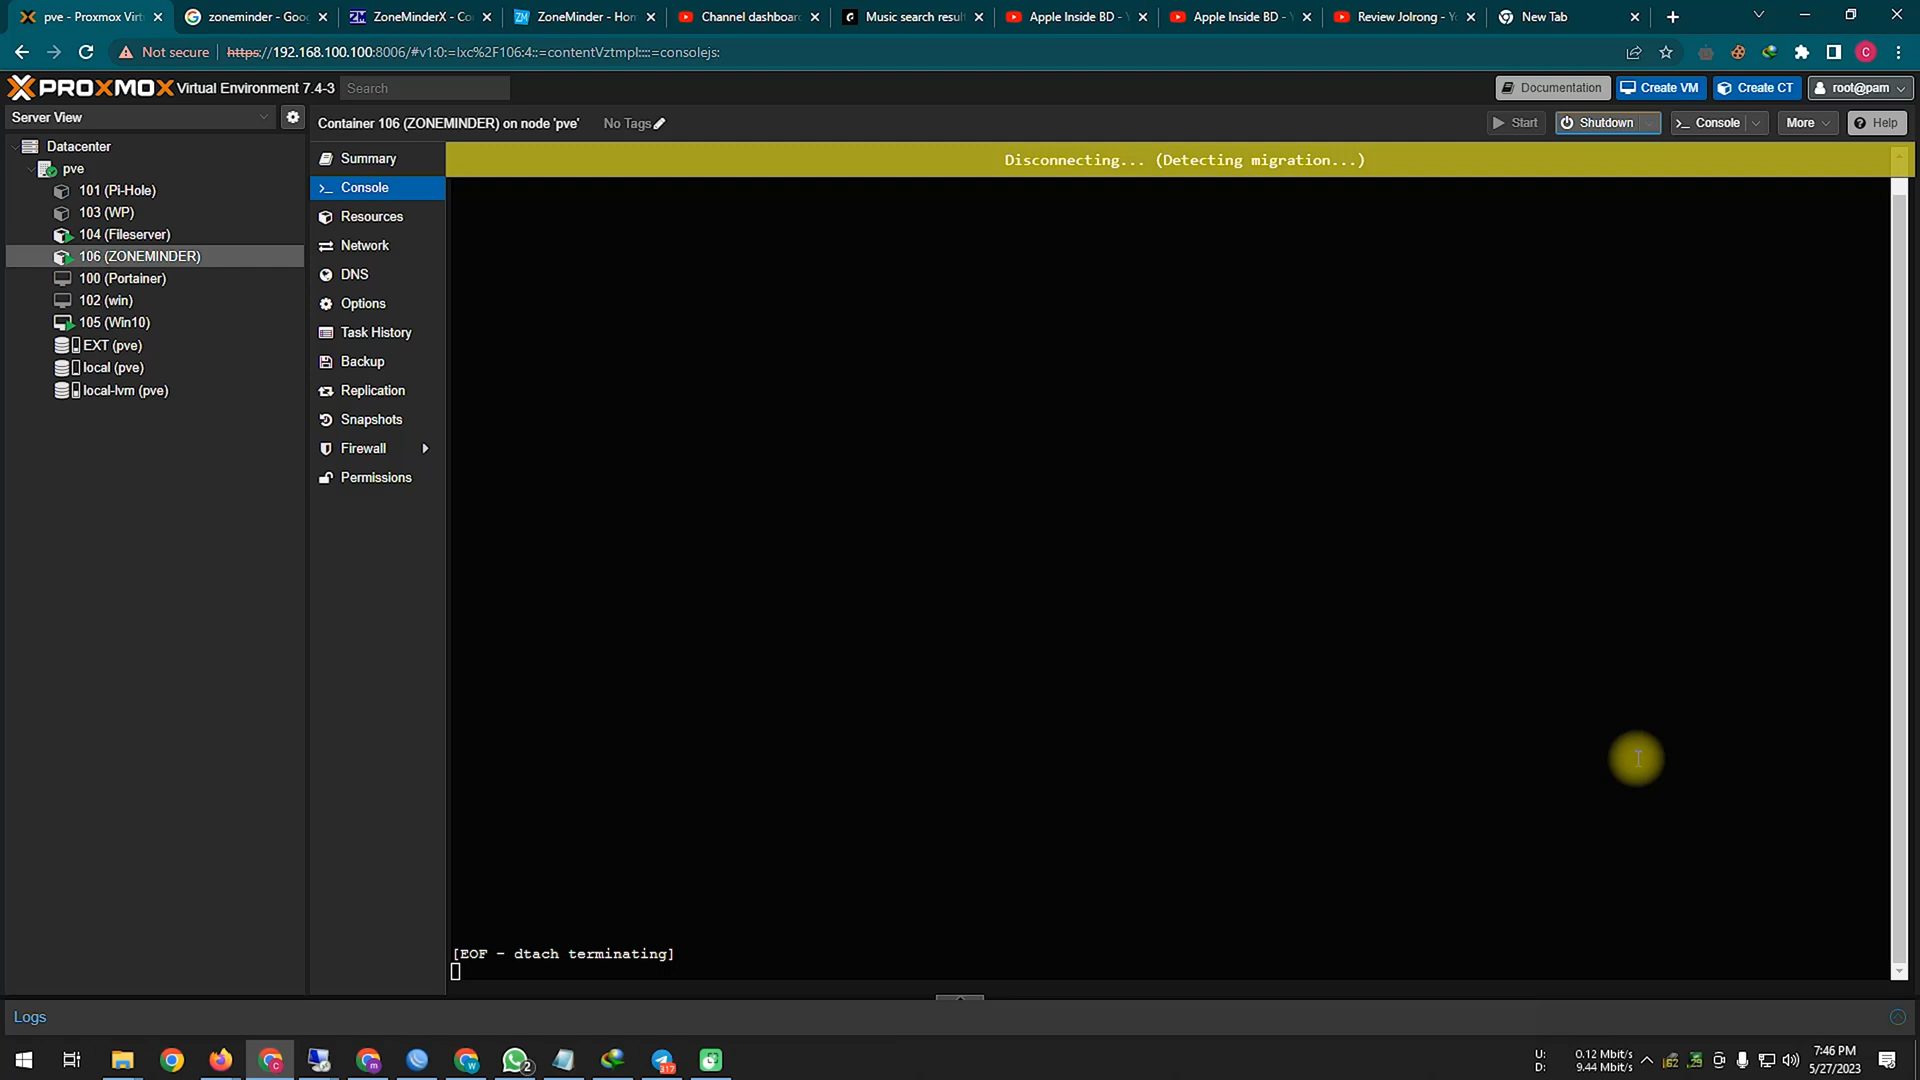 pve - Proxmox Virt
zoneminder - Goo
ZoneMinderX - Co
ZoneMinder - Hon
Channel dashboar
Music search resul
Apple Inside BD - Y
Apple Inside BD - Y
Review Jolrong - Yo
New Tab
Not secure
https://192.168.100.100:8006/#v1:0:=lxc%2F106:4::=contentVztmpl::::=consolejs:
PROXMOX Virtual Environment 7.4-3
Search
Documentation
Create VM
Create CT
root@pam
Server View
Container 106 (ZONEMINDER) on node 'pve'
No Tags
Start
Shutdown
Console
More
Help
Datacenter
pve
101 (Pi-Hole)
103 (WP)
104 (Fileserver)
106 (ZONEMINDER)
100 (Portainer)
102 (win)
105 (Win10)
EXT (pve)
local (pve)
local-lvm (pve)
Summary
Console
Resources
Network
DNS
Options
Task History
Backup
Replication
Snapshots
Firewall
Permissions
Disconnecting... (Detecting migration...)
[EOF - dtach terminating]
Logs
2
317
U: 0.12 Mbit/s
D: 9.44 Mbit/s
7:46 PM
5/27/2023